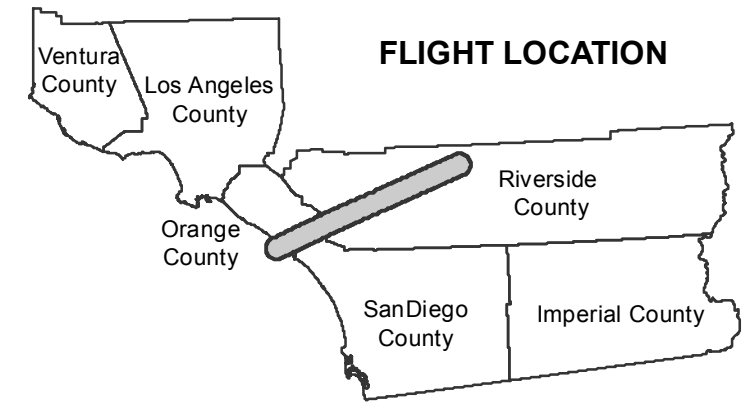 FLIGHT LOCATION
Ventura
County
Los Angeles
County
Riverside
County
Orange
County
SanDiego
County
Imperial County